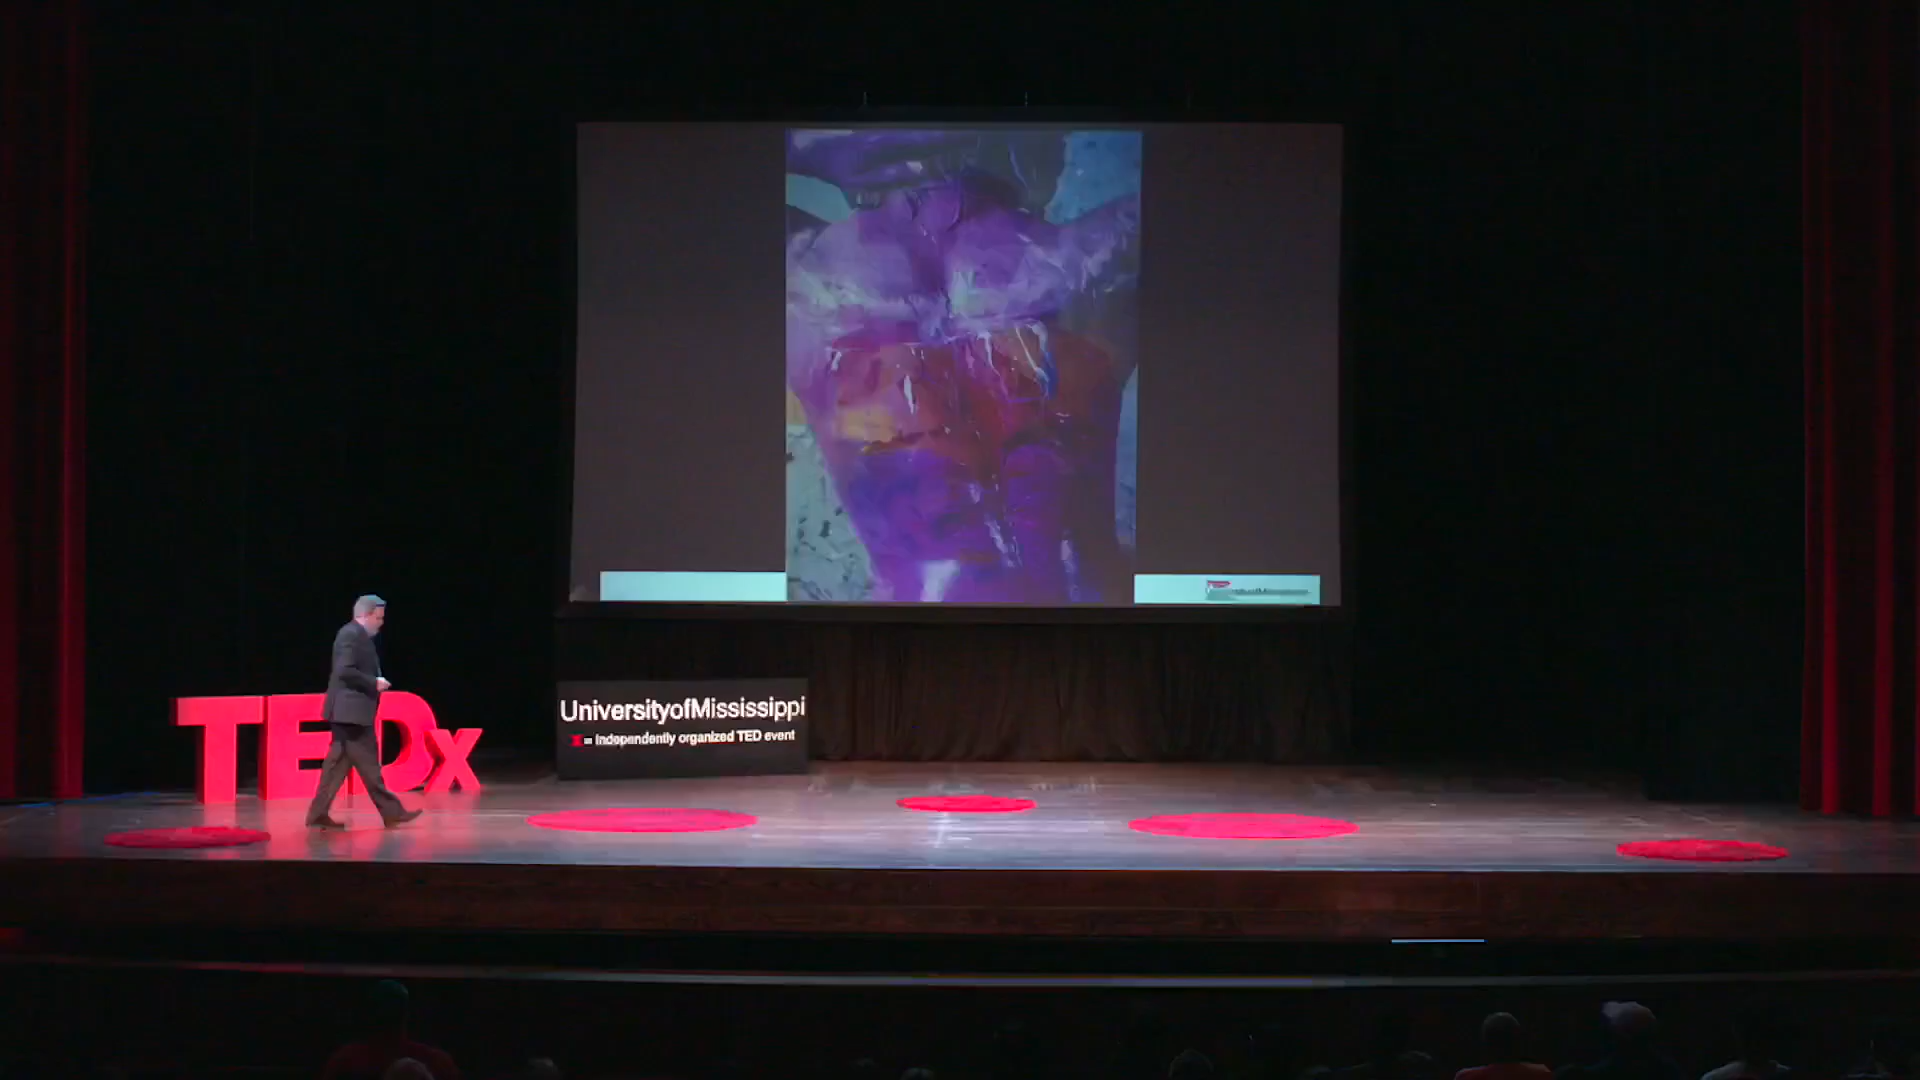 TEDx
UniversityofMississippi
x = independently organized TED event